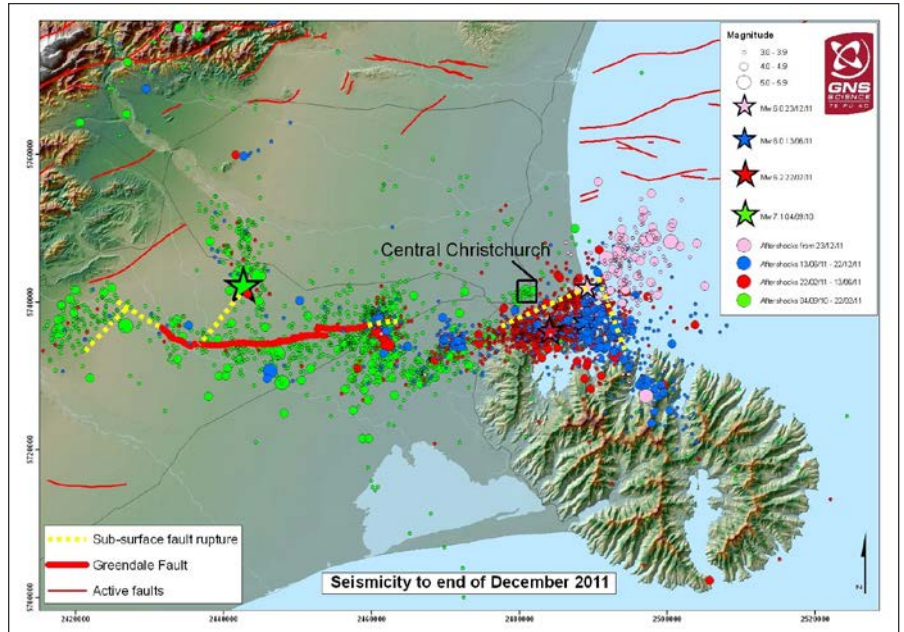 Magnitude
3.0 - 3.9
4.0 - 4.9
5.0 - 5.9
Mw 6.0 23/12/11
Mw 6.0 13/06/11
Mw 6.2 22/02/11
Mw 7.1 04/09/10
Aftershocks from 23/12/11
Aftershocks 13/06/11 - 22/12/11
Aftershocks 22/02/11 - 13/06/11
Aftershocks 04/09/10 - 22/02/11
GNS
SCIENCE
TE PU AO
Central Christchurch
5760000
5740000
5720000
5700000
Sub-surface fault rupture
Greendale Fault
Active faults
Seismicity to end of December 2011
N
2420000
2440000
2460000
2480000
2500000
2520000